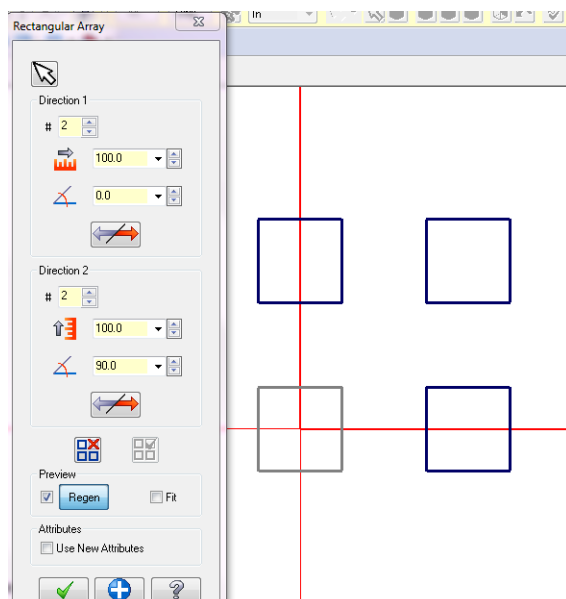 In
Rectangular Array
Direction 1
# 2
100.0
0.0
Direction 2
# 2
100.0
90.0
Preview
Regen
Fit
Attributes
Use New Attributes
?